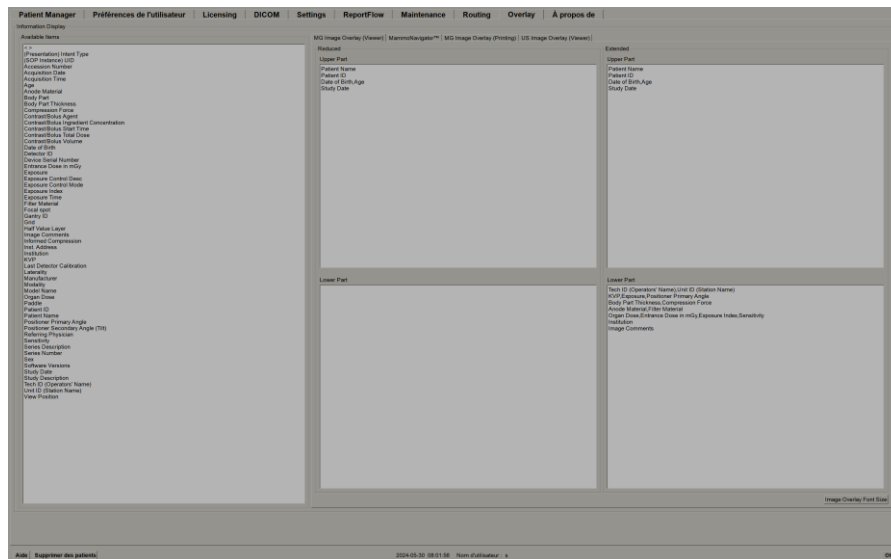 Patient Manager
Préférences de l'utilisateur
Licensing
DICOM
Settings
ReportFlow
Maintenance
Routing
Overlay
À propos de
Information Display
Available Items
< >
(Presentation) Intent Type
(SOP Instance) UID
Accession Number
Acquisition Date
Acquisition Time
Age
Anode Material
Body Part
Body Part Thickness
Compression Force
Contrast/Bolus Agent
Contrast/Bolus Ingredient Concentration
Contrast/Bolus Start Time
Contrast/Bolus Total Dose
Contrast/Bolus Volume
Date of Birth
Detector ID
Device Serial Number
Entrance Dose in mGy
Exposure
Exposure Control Desc
Exposure Control Mode
Exposure Index
Exposure Time
Filter Material
Focal spot
Gantry ID
Grid
Half Value Layer
Image Comments
Informed Compression
Inst. Address
Institution
KVP
Last Detector Calibration
Laterality
Manufacturer
Modality
Model Name
Organ Dose
Paddle
Patient ID
Patient Name
Positioner Primary Angle
Positioner Secondary Angle (Tilt)
Referring Physician
Sensitivity
Series Description
Series Number
Sex
Software Versions
Study Date
Study Description
Tech ID (Operators' Name)
Unit ID (Station Name)
View Position
MG Image Overlay (Viewer)
MammoNavigator™
MG Image Overlay (Printing)
US Image Overlay (Viewer)
Reduced
Upper Part
Patient Name
Patient ID
Date of Birth,Age
Study Date
Lower Part
Extended
Upper Part
Patient Name
Patient ID
Date of Birth,Age
Study Date
Lower Part
Tech ID (Operators' Name),Unit ID (Station Name)
KVP,Exposure,Positioner Primary Angle
Body Part Thickness,Compression Force
Anode Material,Filter Material
Organ Dose,Entrance Dose in mGy,Exposure Index,Sensitivity
Institution
Image Comments
Image Overlay Font Size
Aide
Supprimer des patients
2024-05-30 08:01:56 Nom d'utilisateur : s